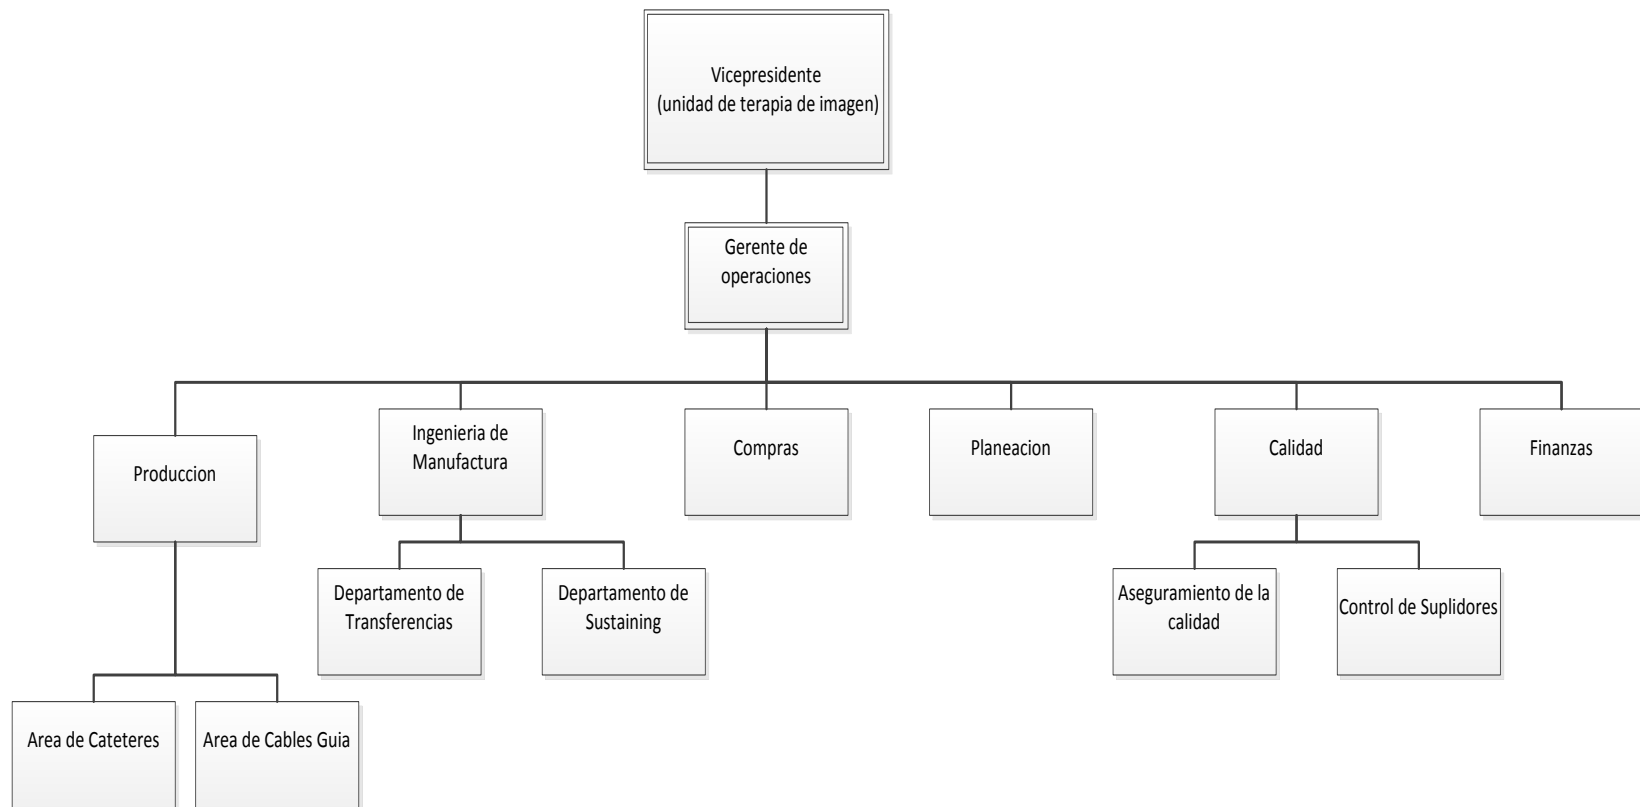 Vicepresidente
(unidad de terapia de imagen)
Gerente de
operaciones
Produccion
Ingenieria de
Manufactura
Compras
Planeacion
Calidad
Finanzas
Departamento de
Transferencias
Departamento de
Sustaining
Aseguramiento de la
calidad
Control de Suplidores
Area de Cateteres
Area de Cables Guia